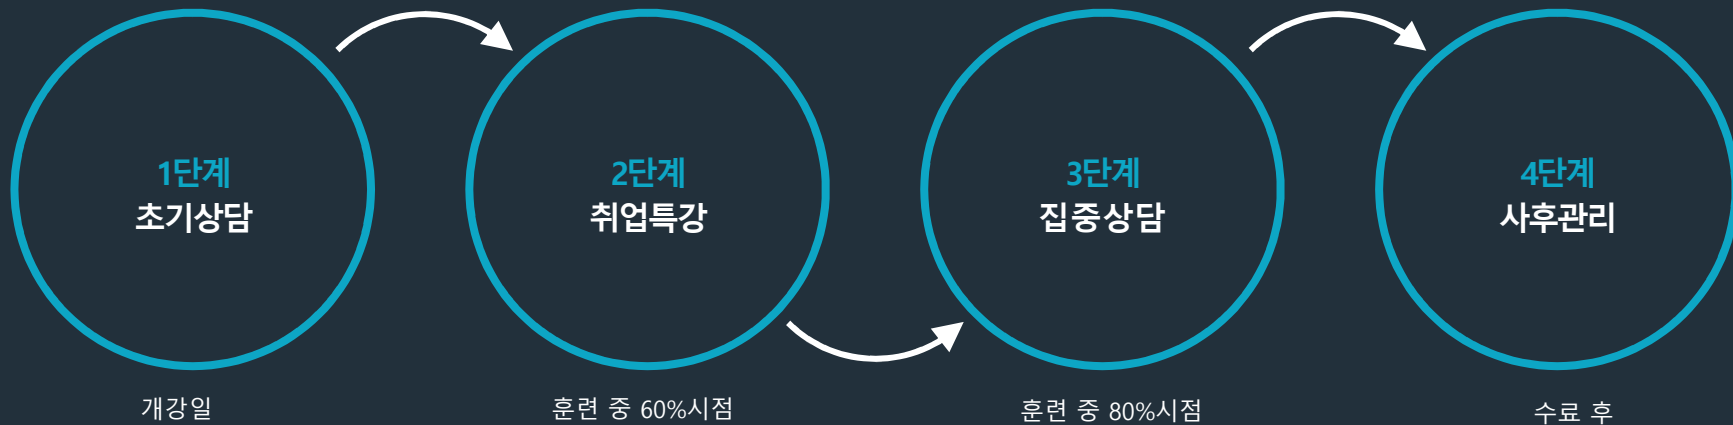 1단계
초기상담
개강일
2단계
취업특강
훈련 중 60%시점
3단계
집중상담
훈련 중 80%시점
4단계
사후관리
수료 후